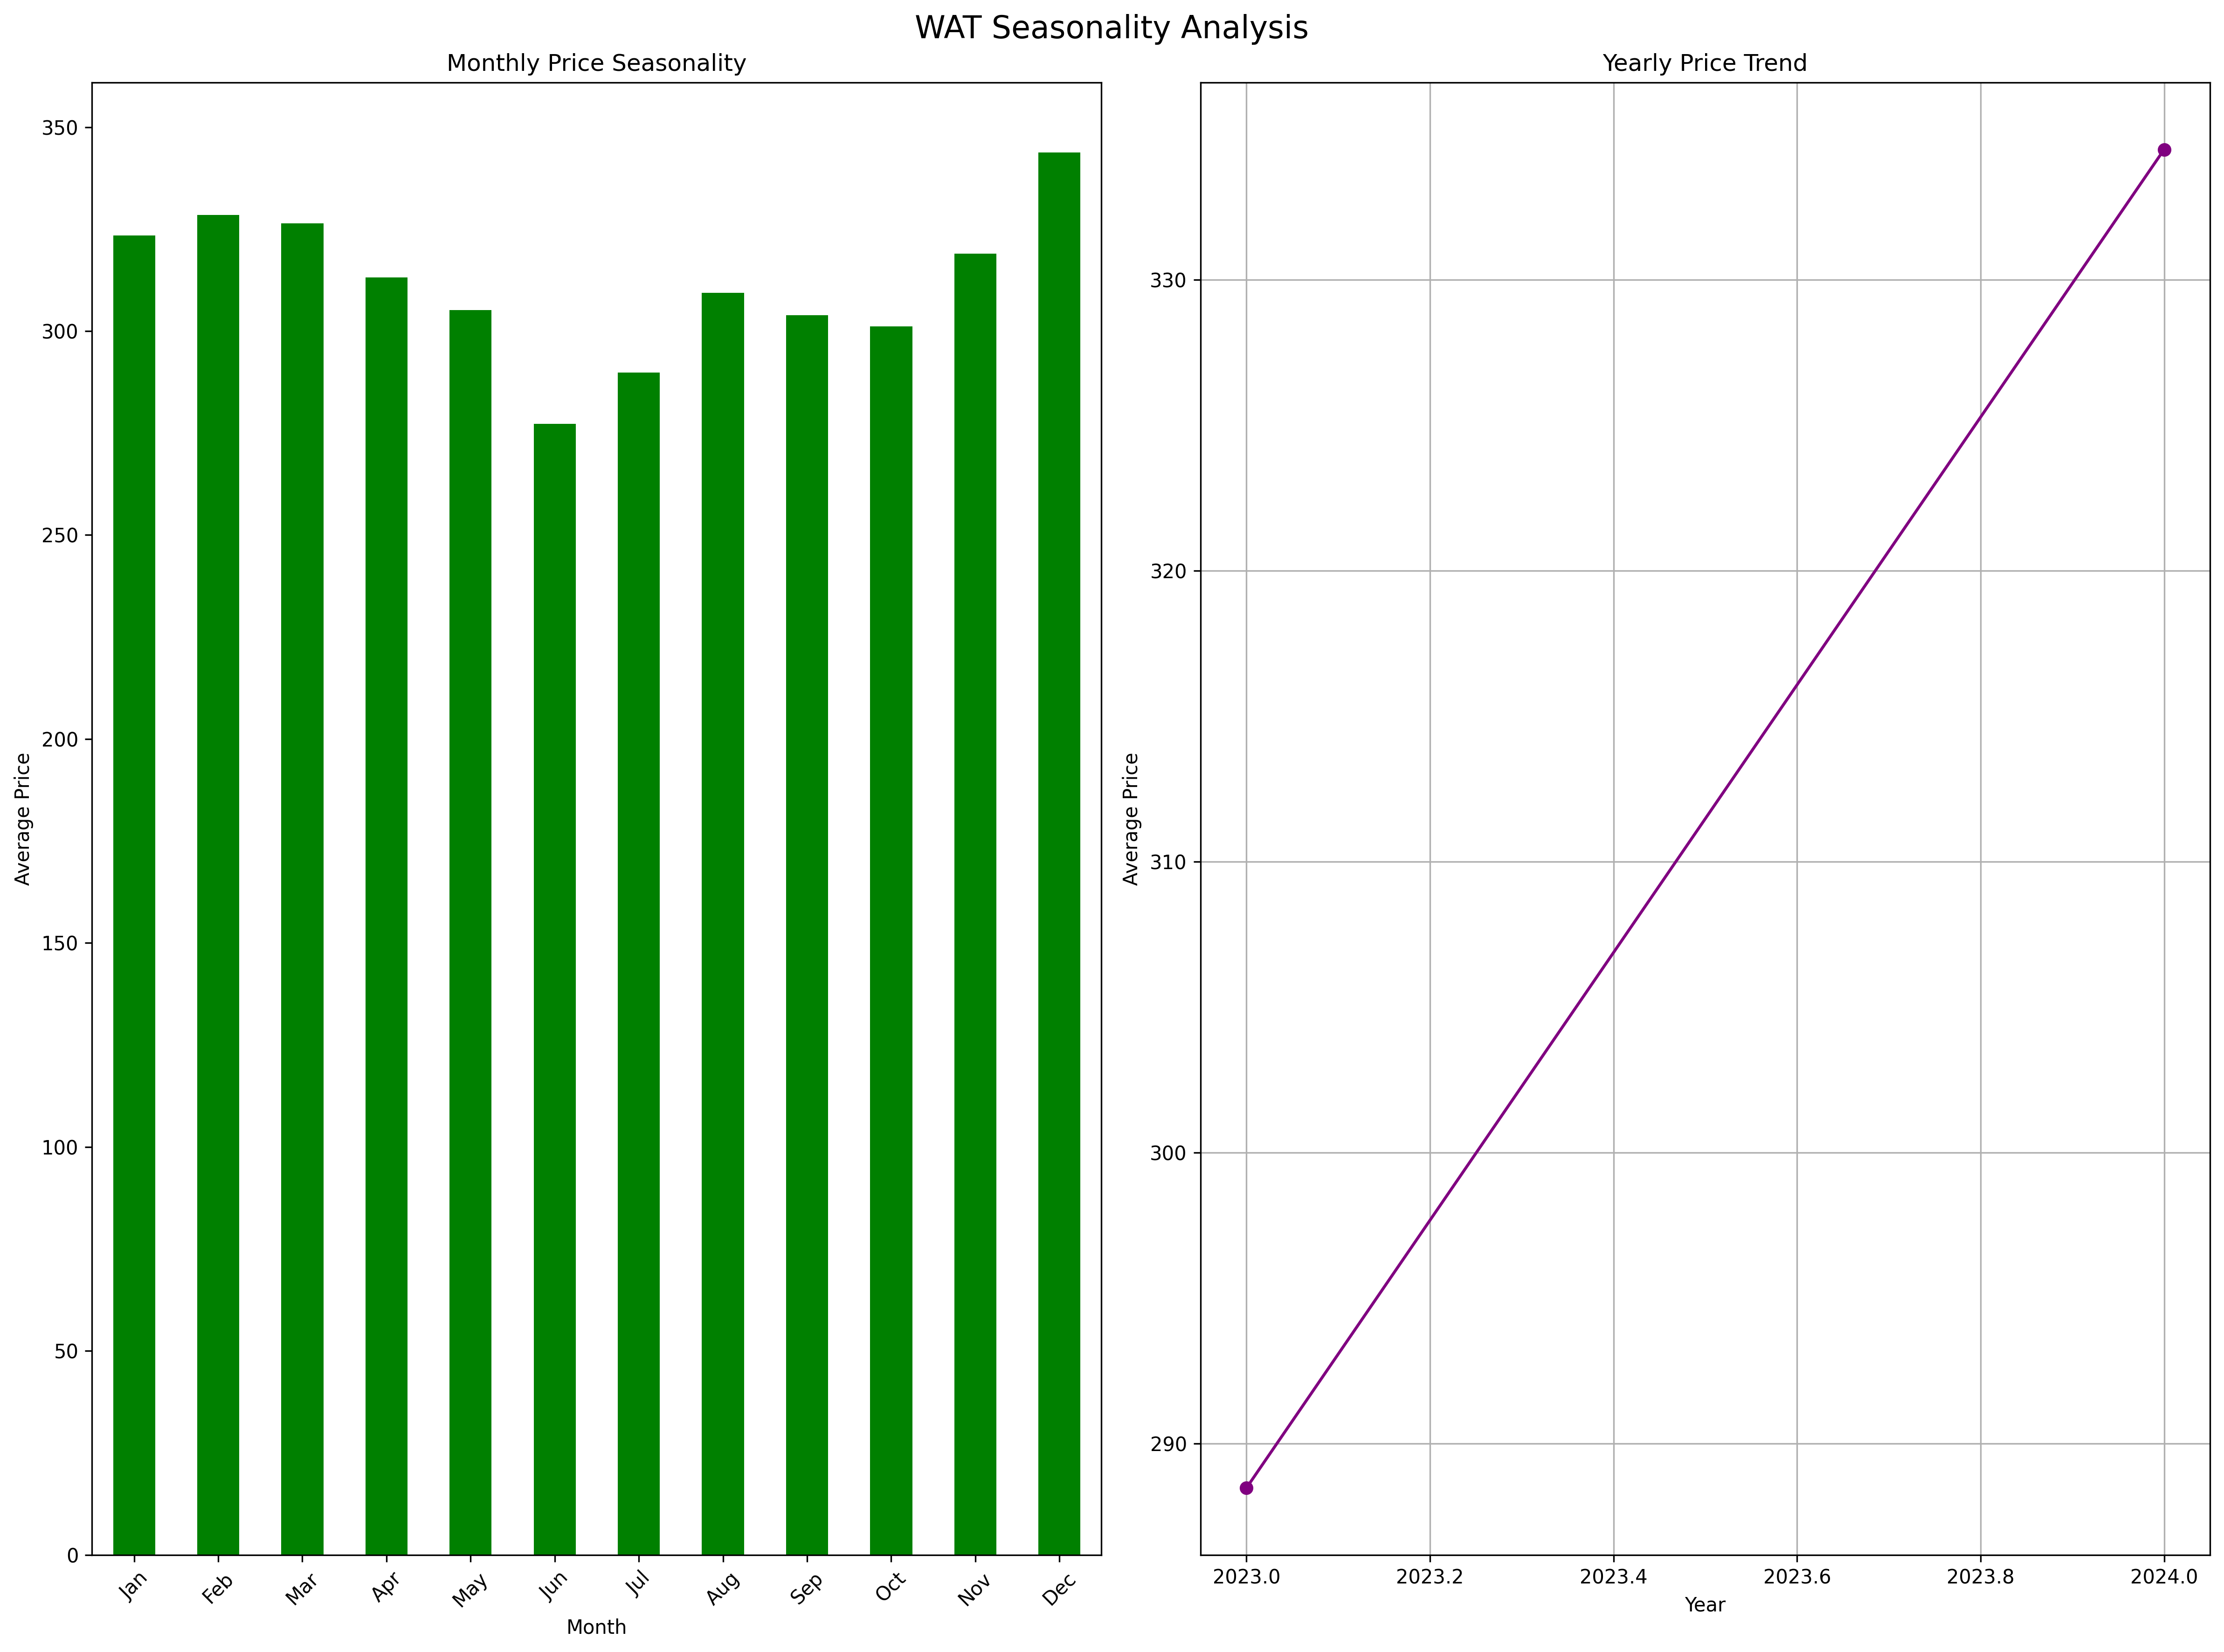 WAT Seasonality Analysis
Monthly Price Seasonality
Average Price
350
300
250
200
150
100
50
0
Jan
Feb
Mar
Apr
May
Jun
Jul
Aug
Sep
Oct
Nov
Dec
Month
Yearly Price Trend
Average Price
330
320
310
300
290
2023.0
2023.2
2023.4
2023.6
2023.8
2024.0
Year